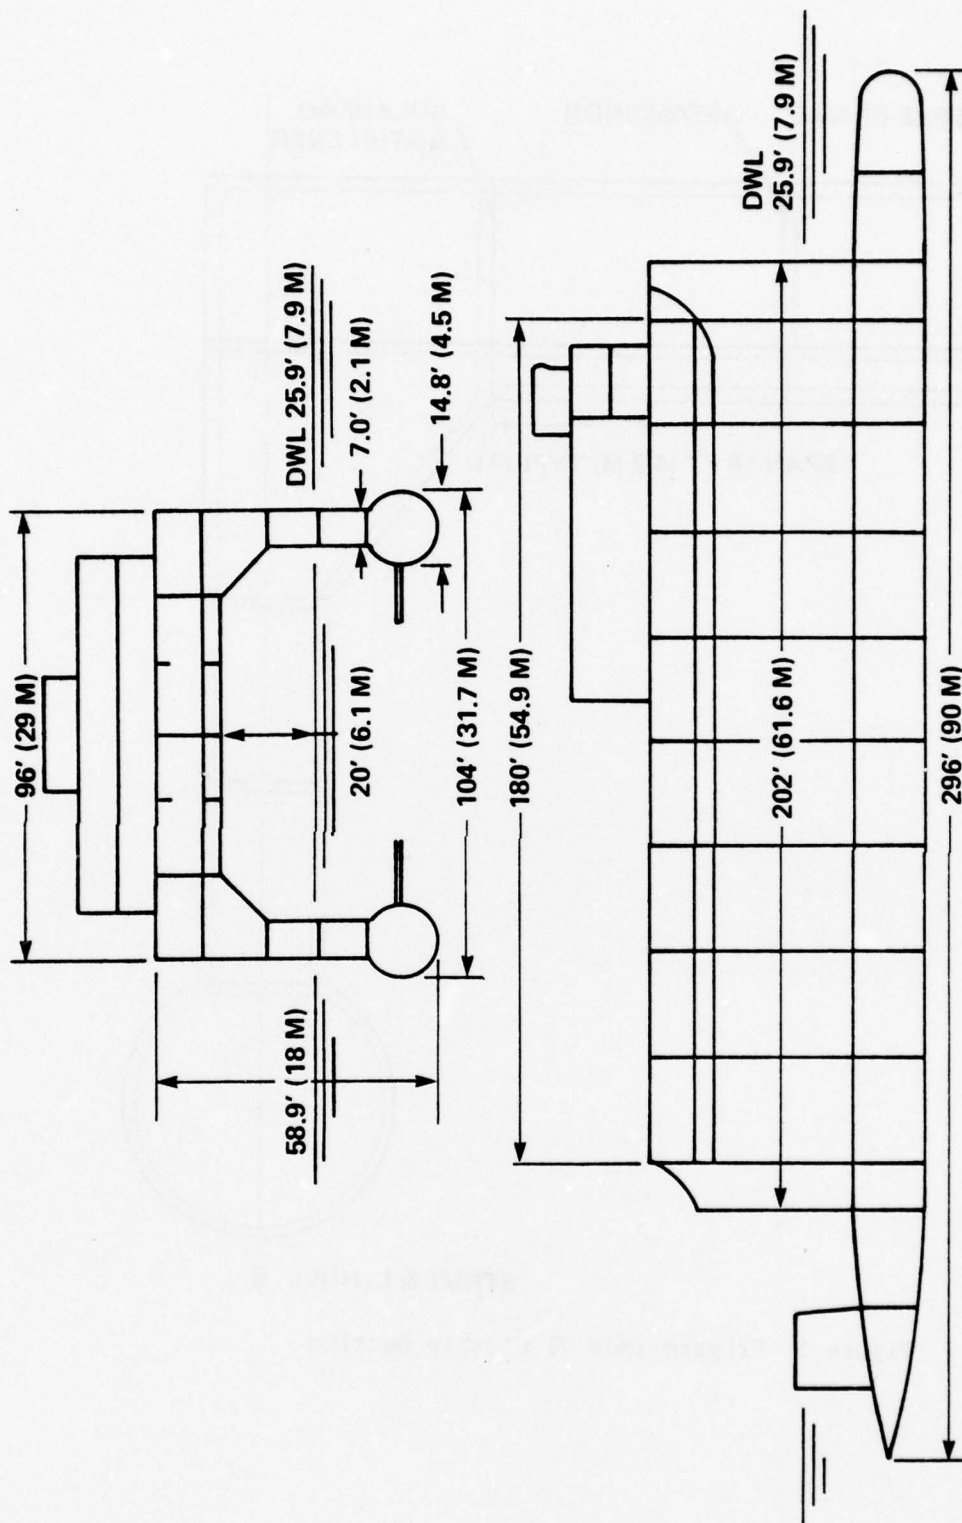 96' (29 M)
DWL 25.9' (7.9 M)
7.0' (2.1 M)
14.8' (4.5 M)
20' (6.1 M)
58.9' (18 M)
104' (31.7 M)
180' (54.9 M)
DWL
25.9' (7.9 M)
202' (61.6 M)
296' (90 M)